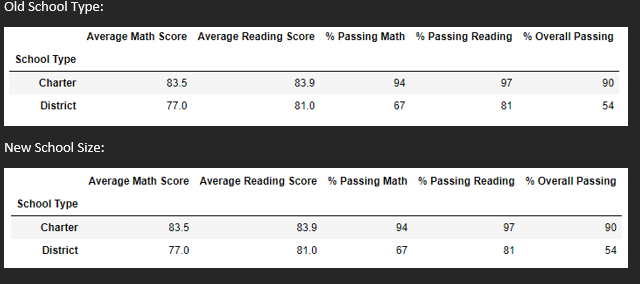 Old School Type:
Average Math Score Average Reading Score % Passing Math % Passing Reading % Overall Passing
School Type
Charter 83.5 83.9 94 97 90
District 77.0 81.0 67 81 54
New School Size:
Average Math Score Average Reading Score % Passing Math % Passing Reading % Overall Passing
School Type
Charter 83.5 83.9 94 97 90
District 77.0 81.0 67 81 54